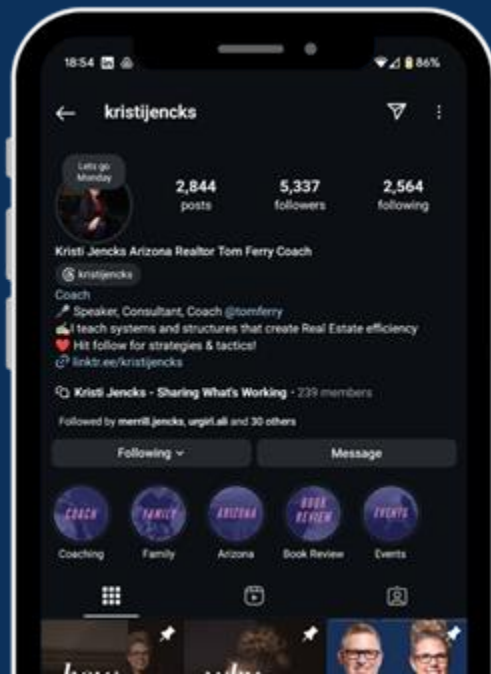 18:54
86%
kristijencks
Lets go
Monday
2,844 5,337 2,564
posts followers following
Kristi Jencks Arizona Realtor Tom Ferry Coach
kristijencks
Coach
🎤 Speaker, Consultant, Coach @tomferry
✍️I teach systems and structures that create Real Estate efficiency
❤️ Hit follow for strategies & tactics!
linktr.ee/kristijencks
Kristi Jencks - Sharing What's Working · 239 members
Followed by merrill.jencks, urgirl.ali and 30 others
Following Message
COACH FAMILY ARIZONA BOOK REVIEW EVENTS
Coaching Family Arizona Book Review Events
how why